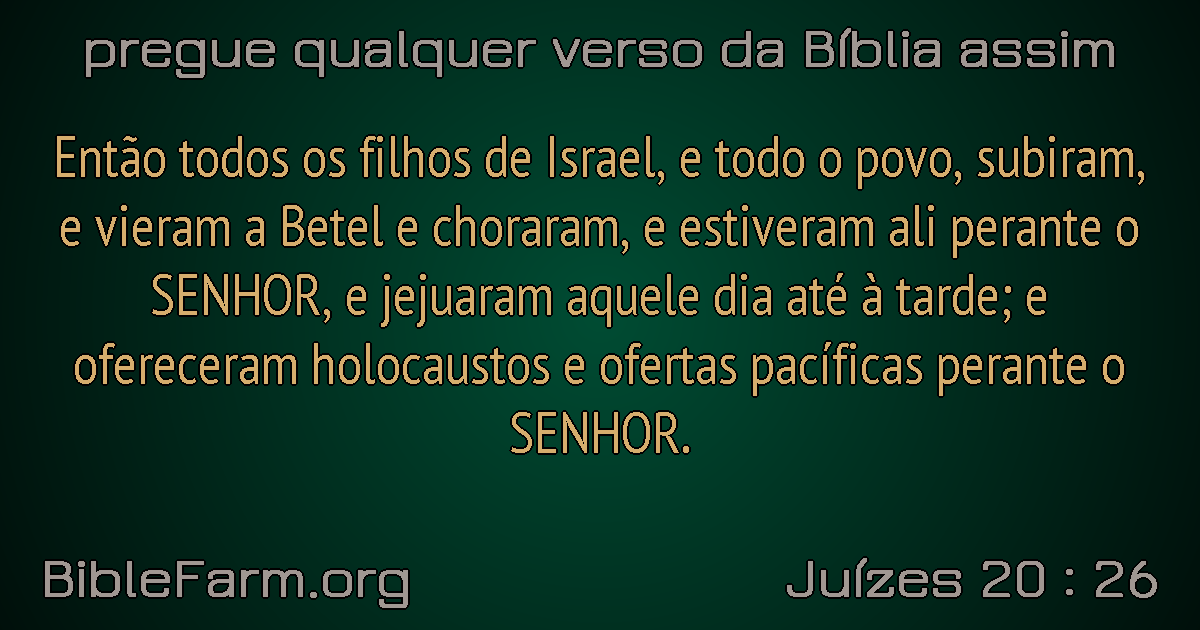 pregue qualquer verso da Bíblia assim
Então todos os filhos de Israel, e todo o povo, subiram,
e vieram a Betel e choraram, e estiveram ali perante o
SENHOR, e jejuaram aquele dia até à tarde; e
ofereceram holocaustos e ofertas pacíficas perante o
SENHOR.
BibleFarm.org
Juízes 20 : 26